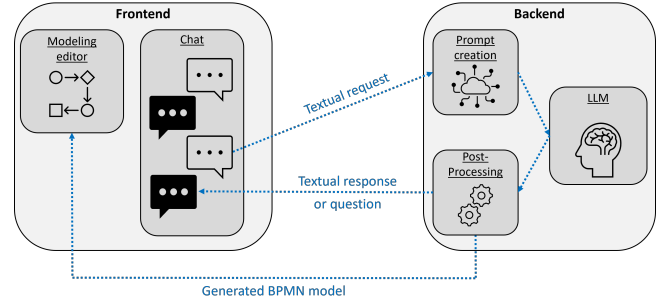 Frontend
Backend
Modeling
editor
Chat
Prompt
creation
LLM
Textual request
Post-
Processing
Textual response
or question
Generated BPMN model